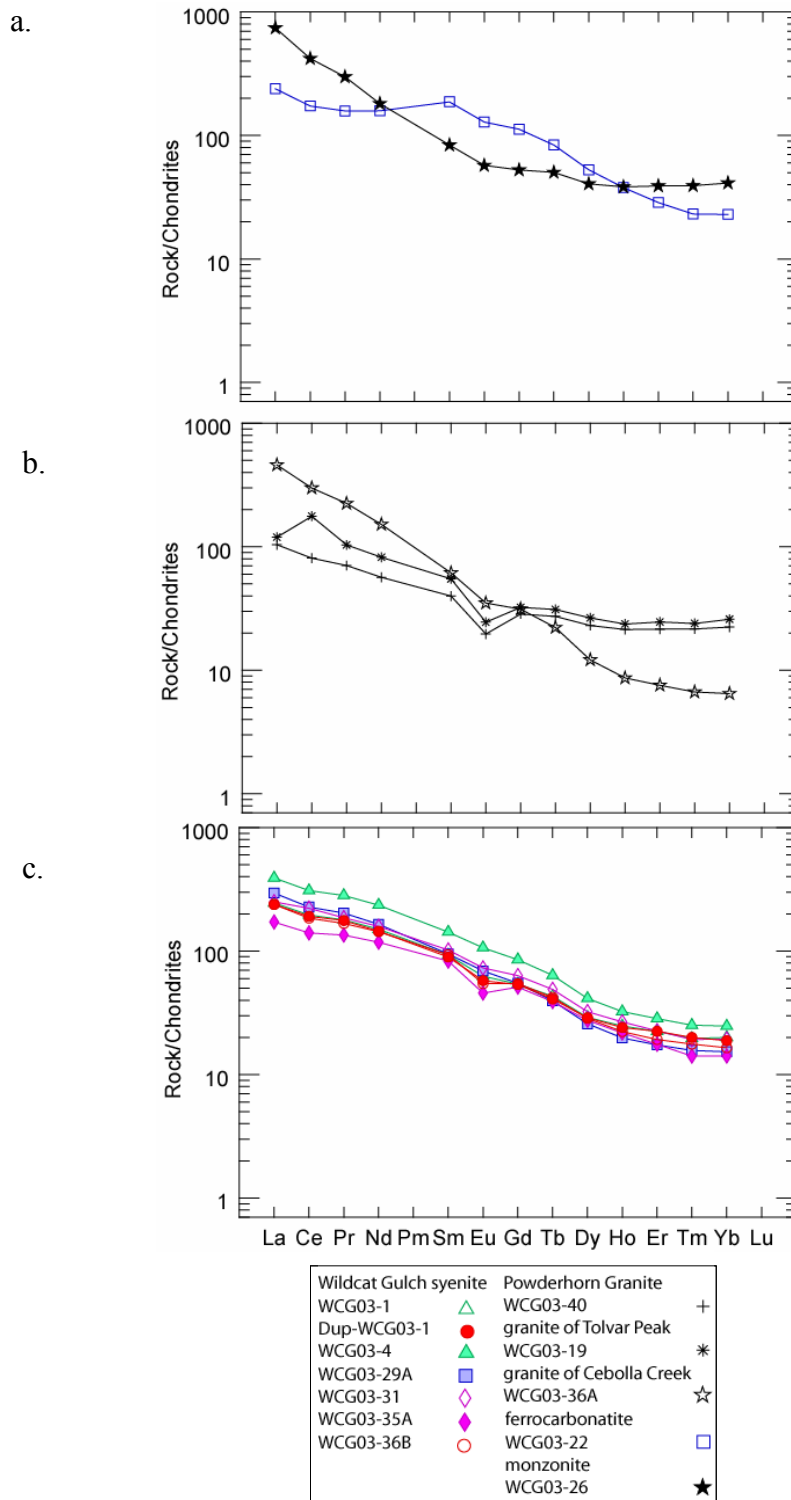 a.
1000
100
10
1
Rock/Chondrites
b.
1000
100
10
1
Rock/Chondrites
c.
1000
100
10
1
Rock/Chondrites
La Ce Pr Nd Pm Sm Eu Gd Tb Dy Ho Er Tm Yb Lu
Wildcat Gulch syenite
WCG03-1
Dup-WCG03-1
WCG03-4
WCG03-29A
WCG03-31
WCG03-35A
WCG03-36B
Powderhorn Granite
WCG03-40
granite of Tolvar Peak
WCG03-19
granite of Cebolla Creek
WCG03-36A
ferrocarbonatite
WCG03-22
monzonite
WCG03-26